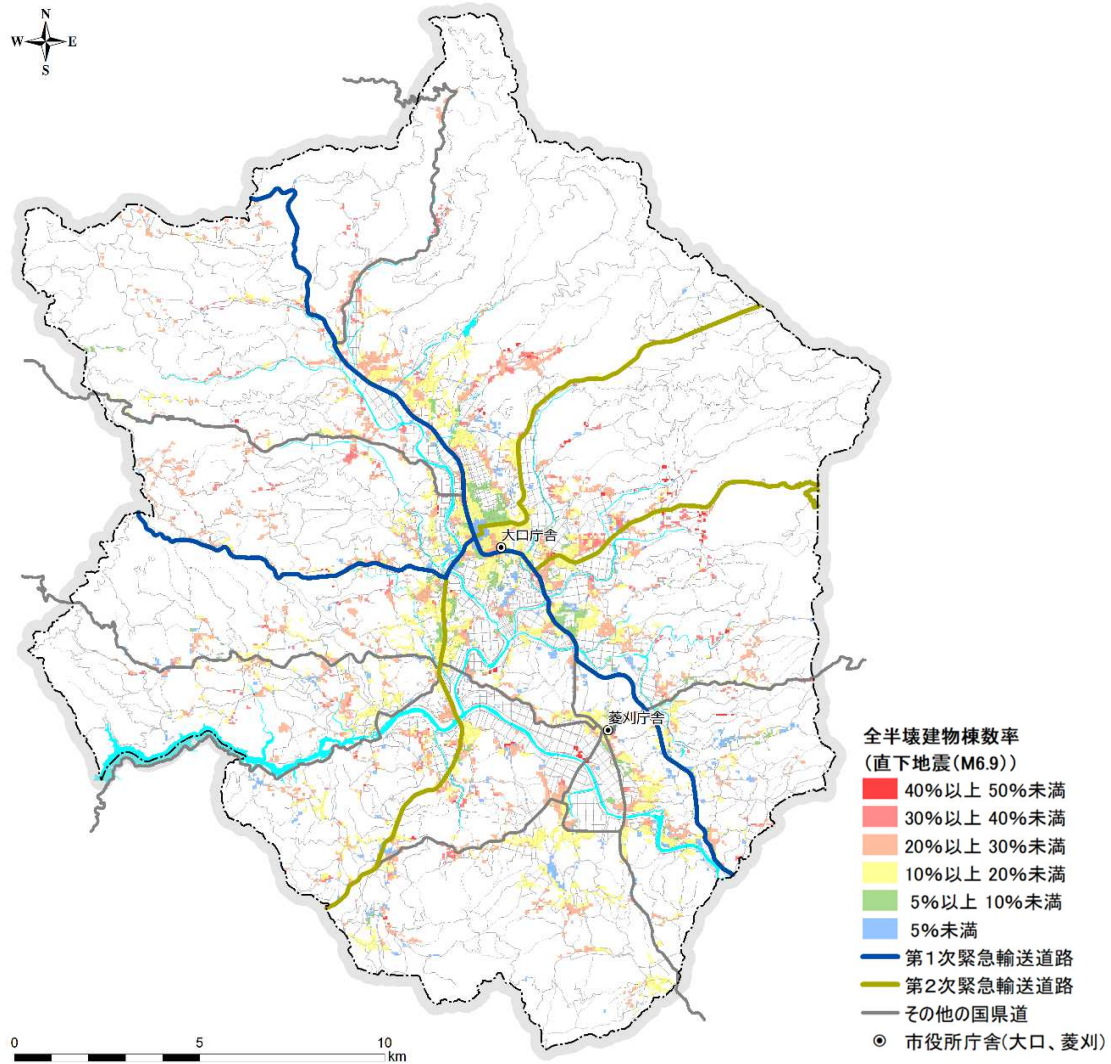 N
W E
S
大口庁舎
菱刈庁舎
全半壊建物棟数率
(直下地震(M6.9))
40%以上 50%未満
30%以上 40%未満
20%以上 30%未満
10%以上 20%未満
5%以上 10%未満
5%未満
第1次緊急輸送道路
第2次緊急輸送道路
その他の国県道
市役所庁舎(大口、菱刈)
0 5 10
km